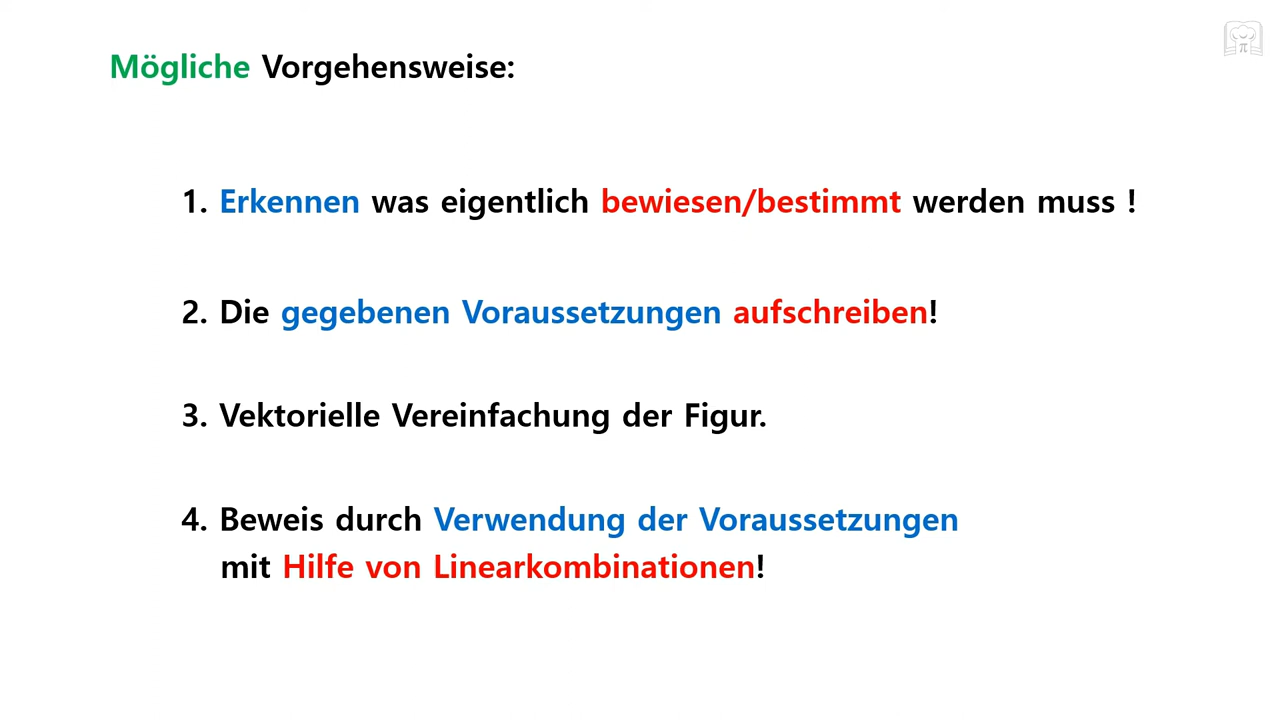 Mögliche Vorgehensweise:
1. Erkennen was eigentlich bewiesen/bestimmt werden muss !
2. Die gegebenen Voraussetzungen aufschreiben!
3. Vektorielle Vereinfachung der Figur.
4. Beweis durch Verwendung der Voraussetzungen
mit Hilfe von Linearkombinationen!
π